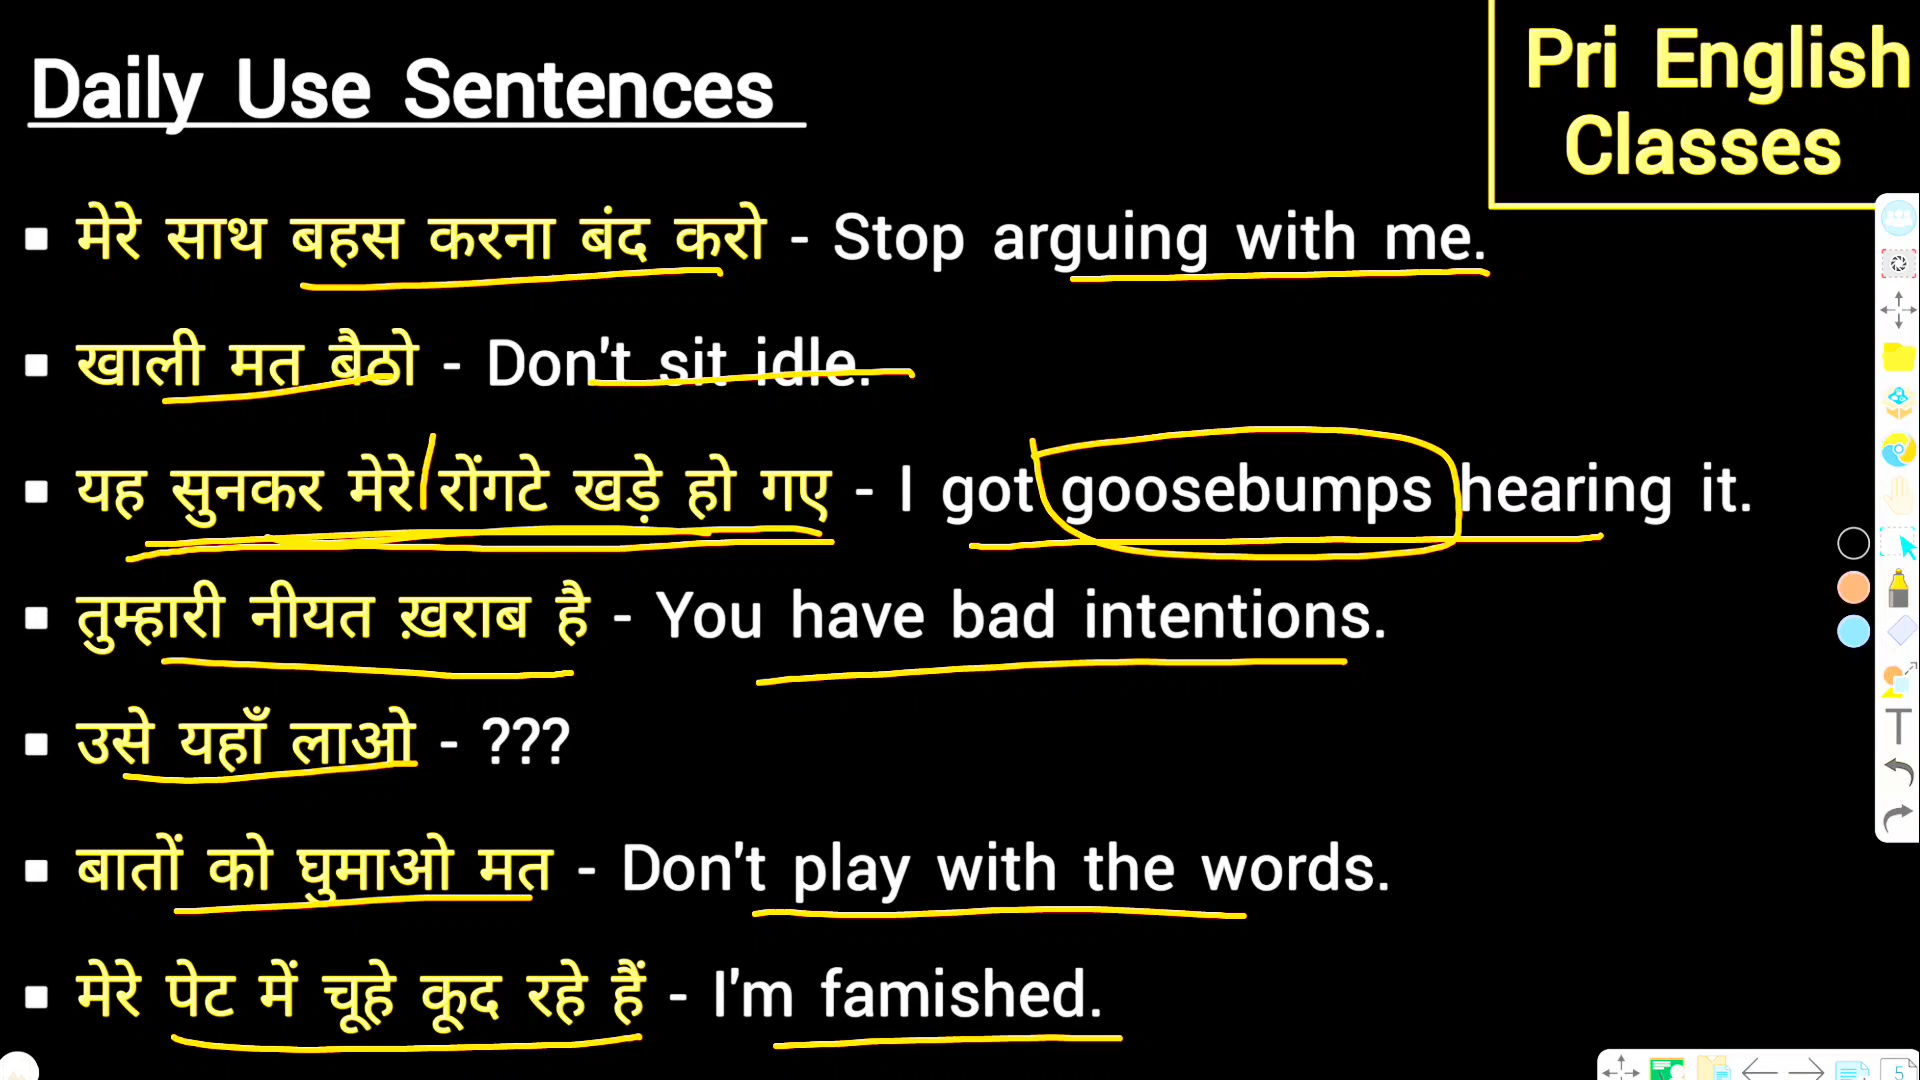 Daily Use Sentences
Pri English
Classes
मेरे साथ बहस करना बंद करो - Stop arguing with me.
खाली मत बैठो - Don't sit idle.
यह सुनकर मेरे रोंगटे खड़े हो गए - I got goosebumps hearing it.
तुम्हारी नीयत ख़राब है - You have bad intentions.
उसे यहाँ लाओ - ???
बातों को घुमाओ मत - Don't play with the words.
मेरे पेट में चूहे कूद रहे हैं - I'm famished.
T
5